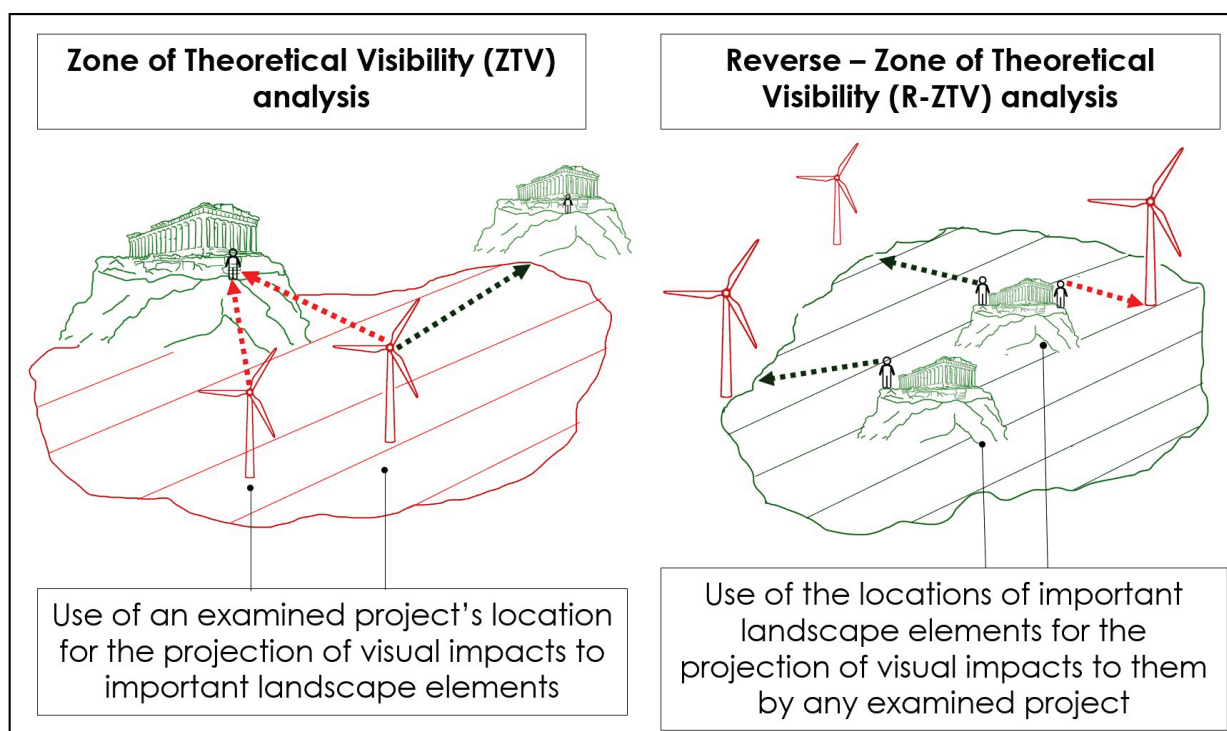 Zone of Theoretical Visibility (ZTV)
analysis
Reverse – Zone of Theoretical
Visibility (R-ZTV) analysis
Use of an examined project's location
for the projection of visual impacts to
important landscape elements
Use of the locations of important
landscape elements for the
projection of visual impacts to them
by any examined project